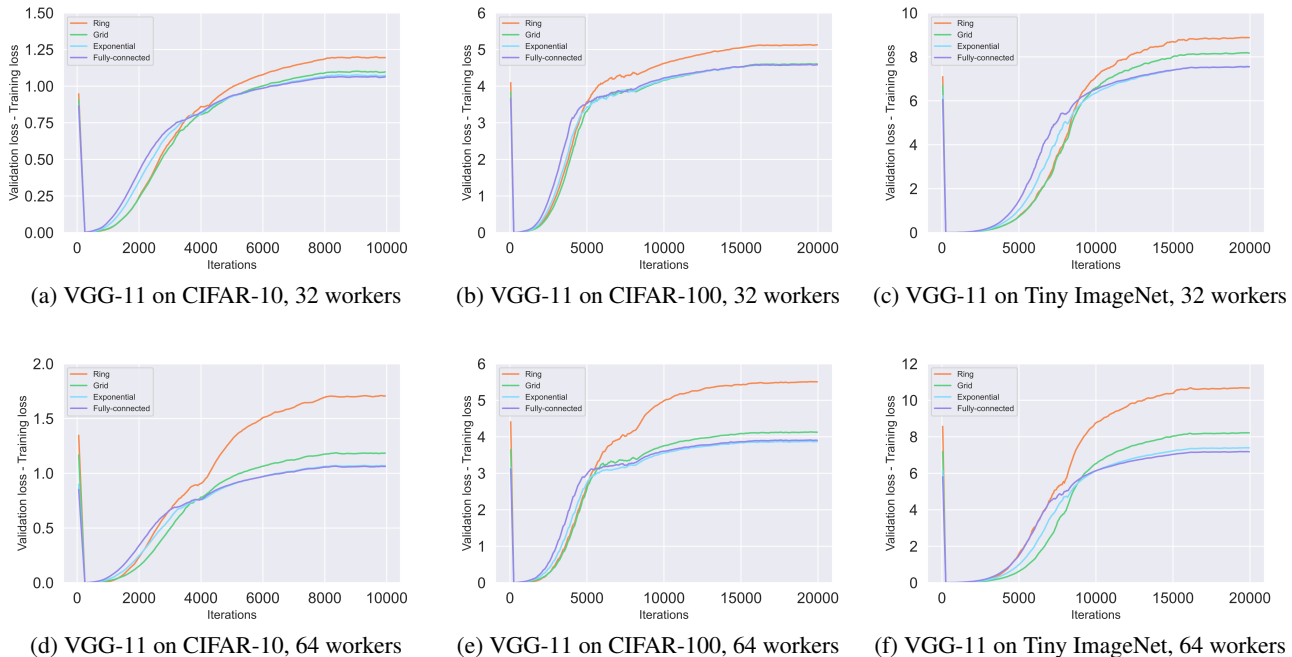 1.50
1.25
1.00
0.75
0.50
0.25
0.00
Validation loss - Training loss
Ring
Grid
Exponential
Fully-connected
0 2000 4000 6000 8000 10000
Iterations
(a) VGG-11 on CIFAR-10, 32 workers
6
5
4
3
2
1
0
Validation loss - Training loss
Ring
Grid
Exponential
Fully-connected
0 5000 10000 15000 20000
Iterations
(b) VGG-11 on CIFAR-100, 32 workers
10
8
6
4
2
0
Validation loss - Training loss
Ring
Grid
Exponential
Fully-connected
0 5000 10000 15000 20000
Iterations
(c) VGG-11 on Tiny ImageNet, 32 workers
2.0
1.5
1.0
0.5
0.0
Validation loss - Training loss
Ring
Grid
Exponential
Fully-connected
0 2000 4000 6000 8000 10000
Iterations
(d) VGG-11 on CIFAR-10, 64 workers
6
5
4
3
2
1
0
Validation loss - Training loss
Ring
Grid
Exponential
Fully-connected
0 5000 10000 15000 20000
Iterations
(e) VGG-11 on CIFAR-100, 64 workers
12
10
8
6
4
2
0
Validation loss - Training loss
Ring
Grid
Exponential
Fully-connected
0 5000 10000 15000 20000
Iterations
(f) VGG-11 on Tiny ImageNet, 64 workers